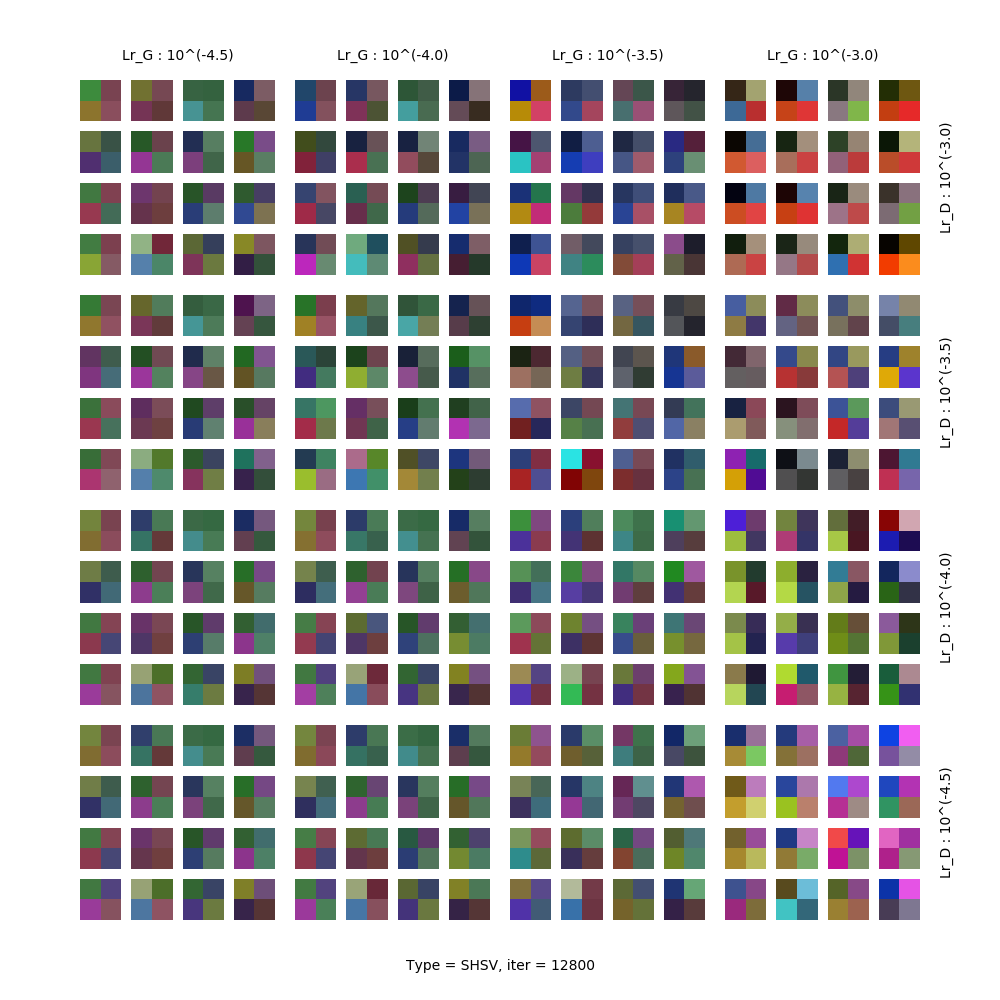 Lr_G : 10^(-4.5)
Lr_G : 10^(-4.0)
Lr_G : 10^(-3.5)
Lr_G : 10^(-3.0)
Lr_D : 10^(-3.0)
Lr_D : 10^(-3.5)
Lr_D : 10^(-4.0)
Lr_D : 10^(-4.5)
Type = SHSV, iter = 12800